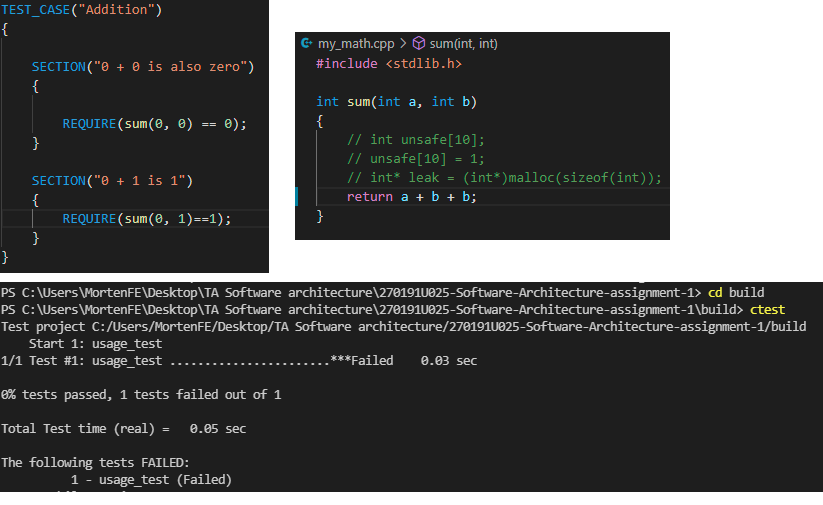 TEST_CASE("Addition")
{
SECTION("0 + 0 is also zero")
{
REQUIRE(sum(0, 0) == 0);
}
SECTION("0 + 1 is 1")
{
REQUIRE(sum(0, 1)==1);
}
}
my_math.cpp > sum(int, int)
#include <stdlib.h>
int sum(int a, int b)
{
// int unsafe[10];
// unsafe[10] = 1;
// int* leak = (int*)malloc(sizeof(int));
return a + b + b;
}
PS C:\Users\MortenFE\Desktop\TA Software architecture\270191U025-Software-Architecture-assignment-1> cd build
PS C:\Users\MortenFE\Desktop\TA Software architecture\270191U025-Software-Architecture-assignment-1\build> ctest
Test project C:/Users/MortenFE/Desktop/TA Software architecture/270191U025-Software-Architecture-assignment-1/build
Start 1: usage_test
1/1 Test #1: usage_test .......................***Failed 0.03 sec
0% tests passed, 1 tests failed out of 1
Total Test time (real) = 0.05 sec
The following tests FAILED:
1 - usage_test (Failed)